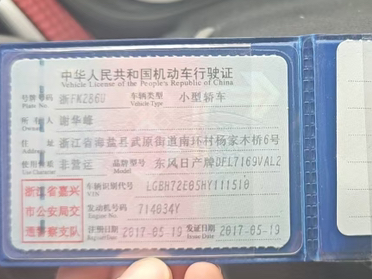 中华人民共和国机动车行驶证
Vehicle License of the People's Republic of China
号牌号码 浙FK286U 车辆类型 小型轿车
Plate No. Vehicle Type
所有人 谢华峰
住址 浙江省海盐县武原街道南环村杨家木桥6号
使用性质 非营运 品牌型号 东风日产牌DFL7169VAL2
Use Character
浙江省嘉兴 车辆识别代号 LGBH72E05HY111510
VIN
市公安局交 发动机号码 714034Y
Engine No.
通警察支队 注册日期 2017-05-19 发证日期 2017-05-19